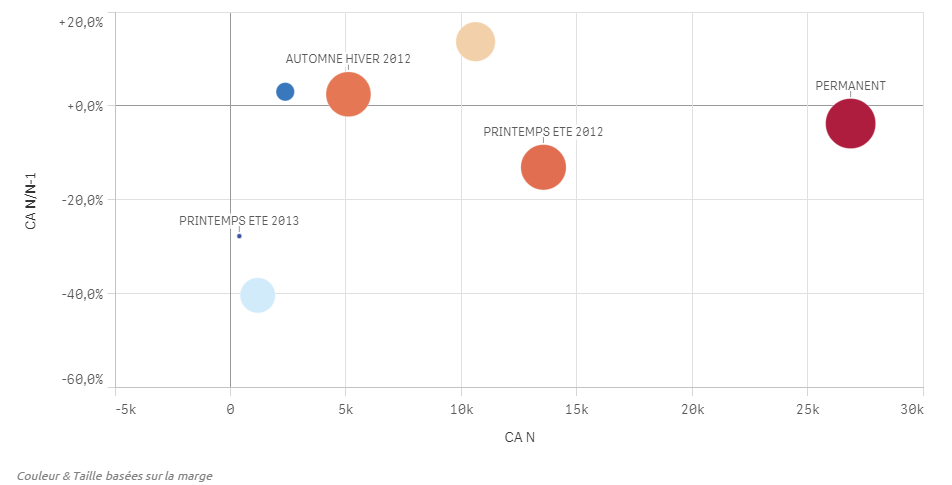 +20,0%
AUTOMNE HIVER 2012
PERMANENT
+0,0%
PRINTEMPS ETE 2012
CA N/N-1
-20,0%
PRINTEMPS ETE 2013
-40,0%
-60,0%
-5k 0 5k 10k 15k 20k 25k 30k
CA N
Couleur & Taille basées sur la marge